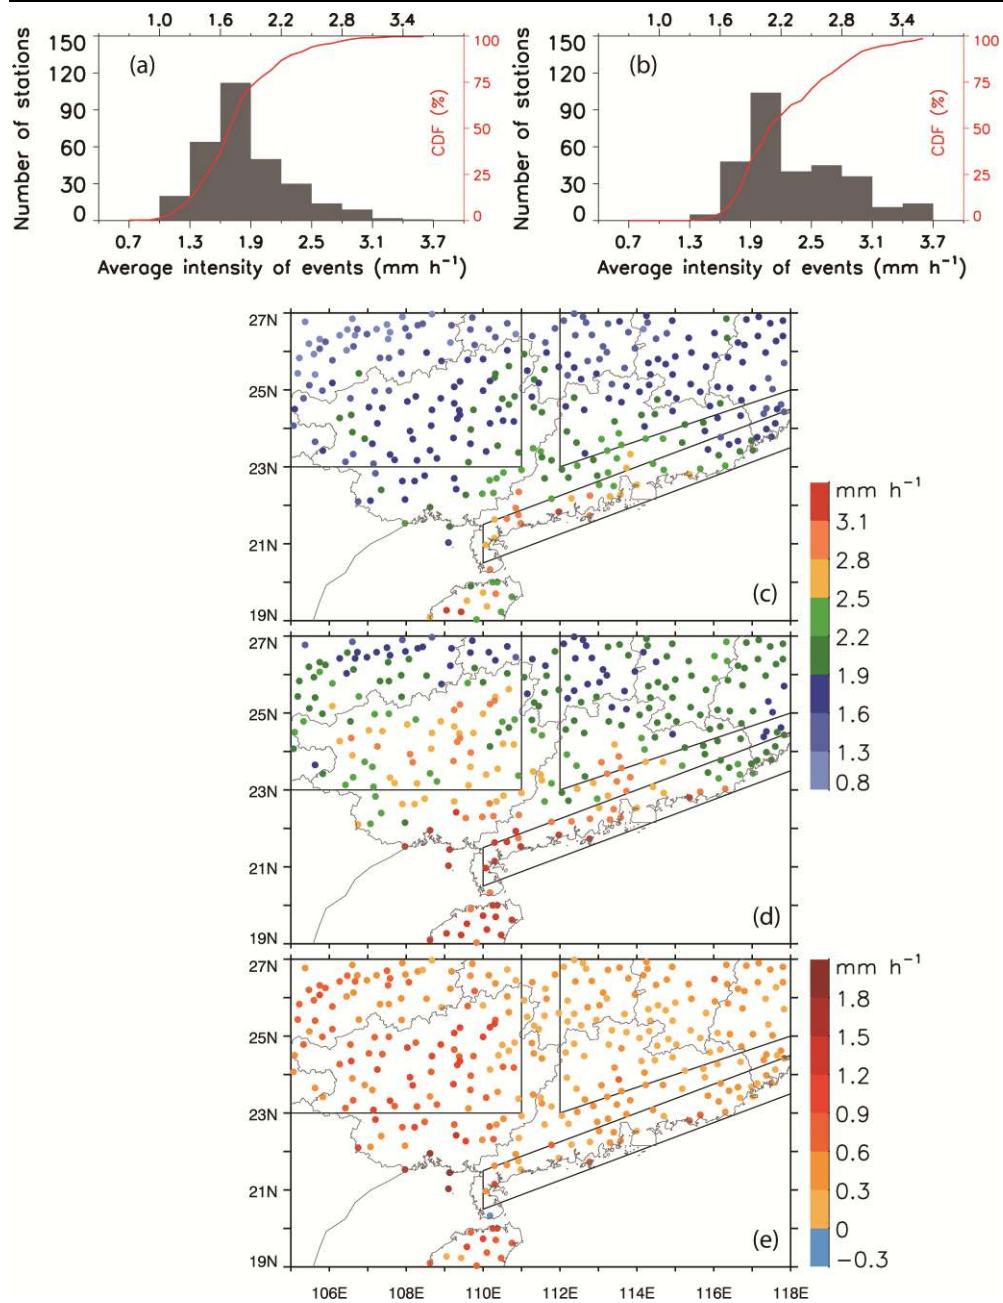 1.0 1.6 2.2 2.8 3.4
150
120
90
60
30
0
Number of stations
(a)
100
75
50
25
0
CDF (%)
0.7 1.3 1.9 2.5 3.1 3.7
Average intensity of events (mm h⁻¹)
1.0 1.6 2.2 2.8 3.4
150
120
90
60
30
0
Number of stations
(b)
100
75
50
25
0
CDF (%)
0.7 1.3 1.9 2.5 3.1 3.7
Average intensity of events (mm h⁻¹)
27N
25N
23N
21N
19N
(c)
27N
25N
23N
21N
19N
(d)
mm h⁻¹
3.1
2.8
2.5
2.2
1.9
1.6
1.3
0.8
27N
25N
23N
21N
19N
(e)
106E 108E 110E 112E 114E 116E 118E
mm h⁻¹
1.8
1.5
1.2
0.9
0.6
0.3
0
−0.3